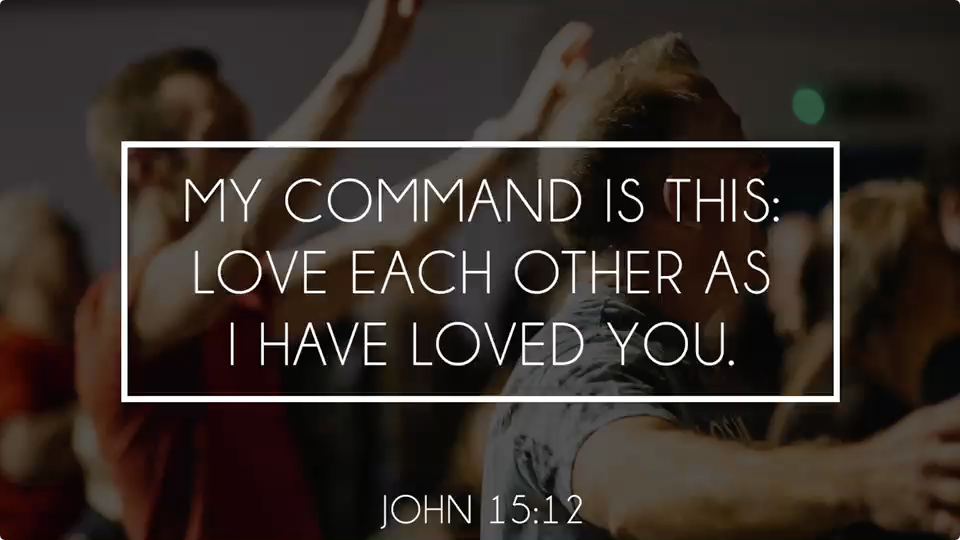 MY COMMAND IS THIS:
LOVE EACH OTHER AS
I HAVE LOVED YOU.
JOHN 15:12